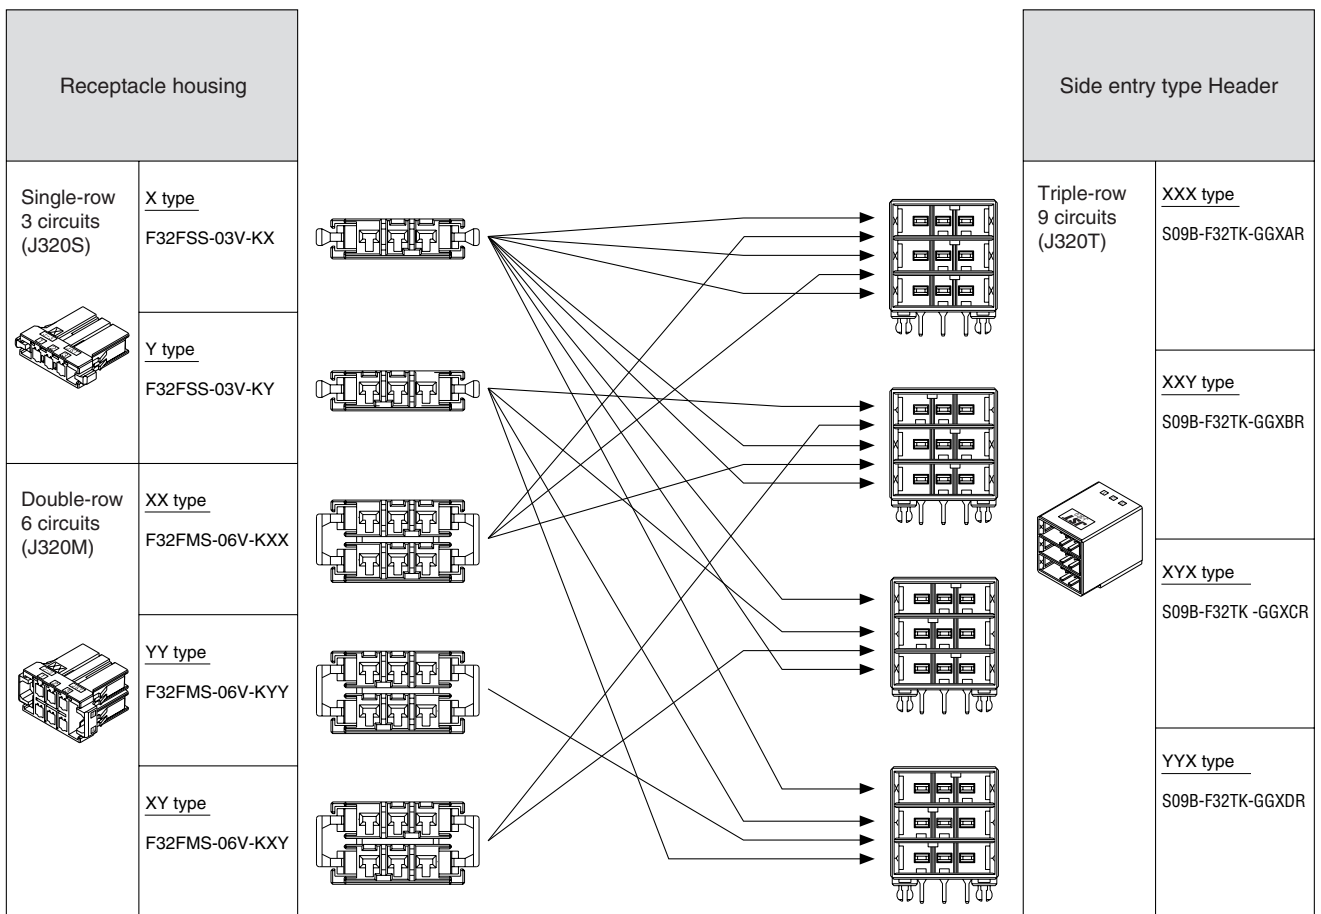 Receptacle housing
Side entry type Header
Single-row
3 circuits
(J320S)
X type
F32FSS-03V-KX
Y type
F32FSS-03V-KY
Double-row
6 circuits
(J320M)
XX type
F32FMS-06V-KXX
YY type
F32FMS-06V-KYY
XY type
F32FMS-06V-KXY
Triple-row
9 circuits
(J320T)
XXX type
S09B-F32TK-GGXAR
XXY type
S09B-F32TK-GGXBR
JST
XYX type
S09B-F32TK -GGXCR
YYX type
S09B-F32TK-GGXDR